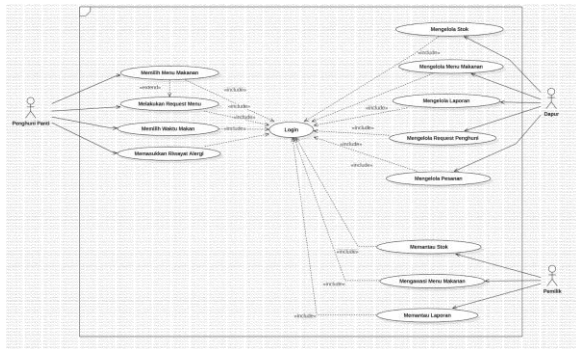 Mengelola Stok
«include»
Memilih Menu Makanan
Mengelola Menu Makanan
«extend»
«include»
«include»
Penghuni Panti
Melakukan Request Menu
Mengelola Laporan
Dapur
«include»
«include»
Memilih Waktu Makan
«include»
Login
«include»
Mengelola Request Penghuni
«include»
Memasukkan Riwayat Alergi
Mengelola Pesanan
Memantau Stok
«include»
Mengawasi Menu Makanan
«include»
Pemilik
Memantau Laporan
«include»